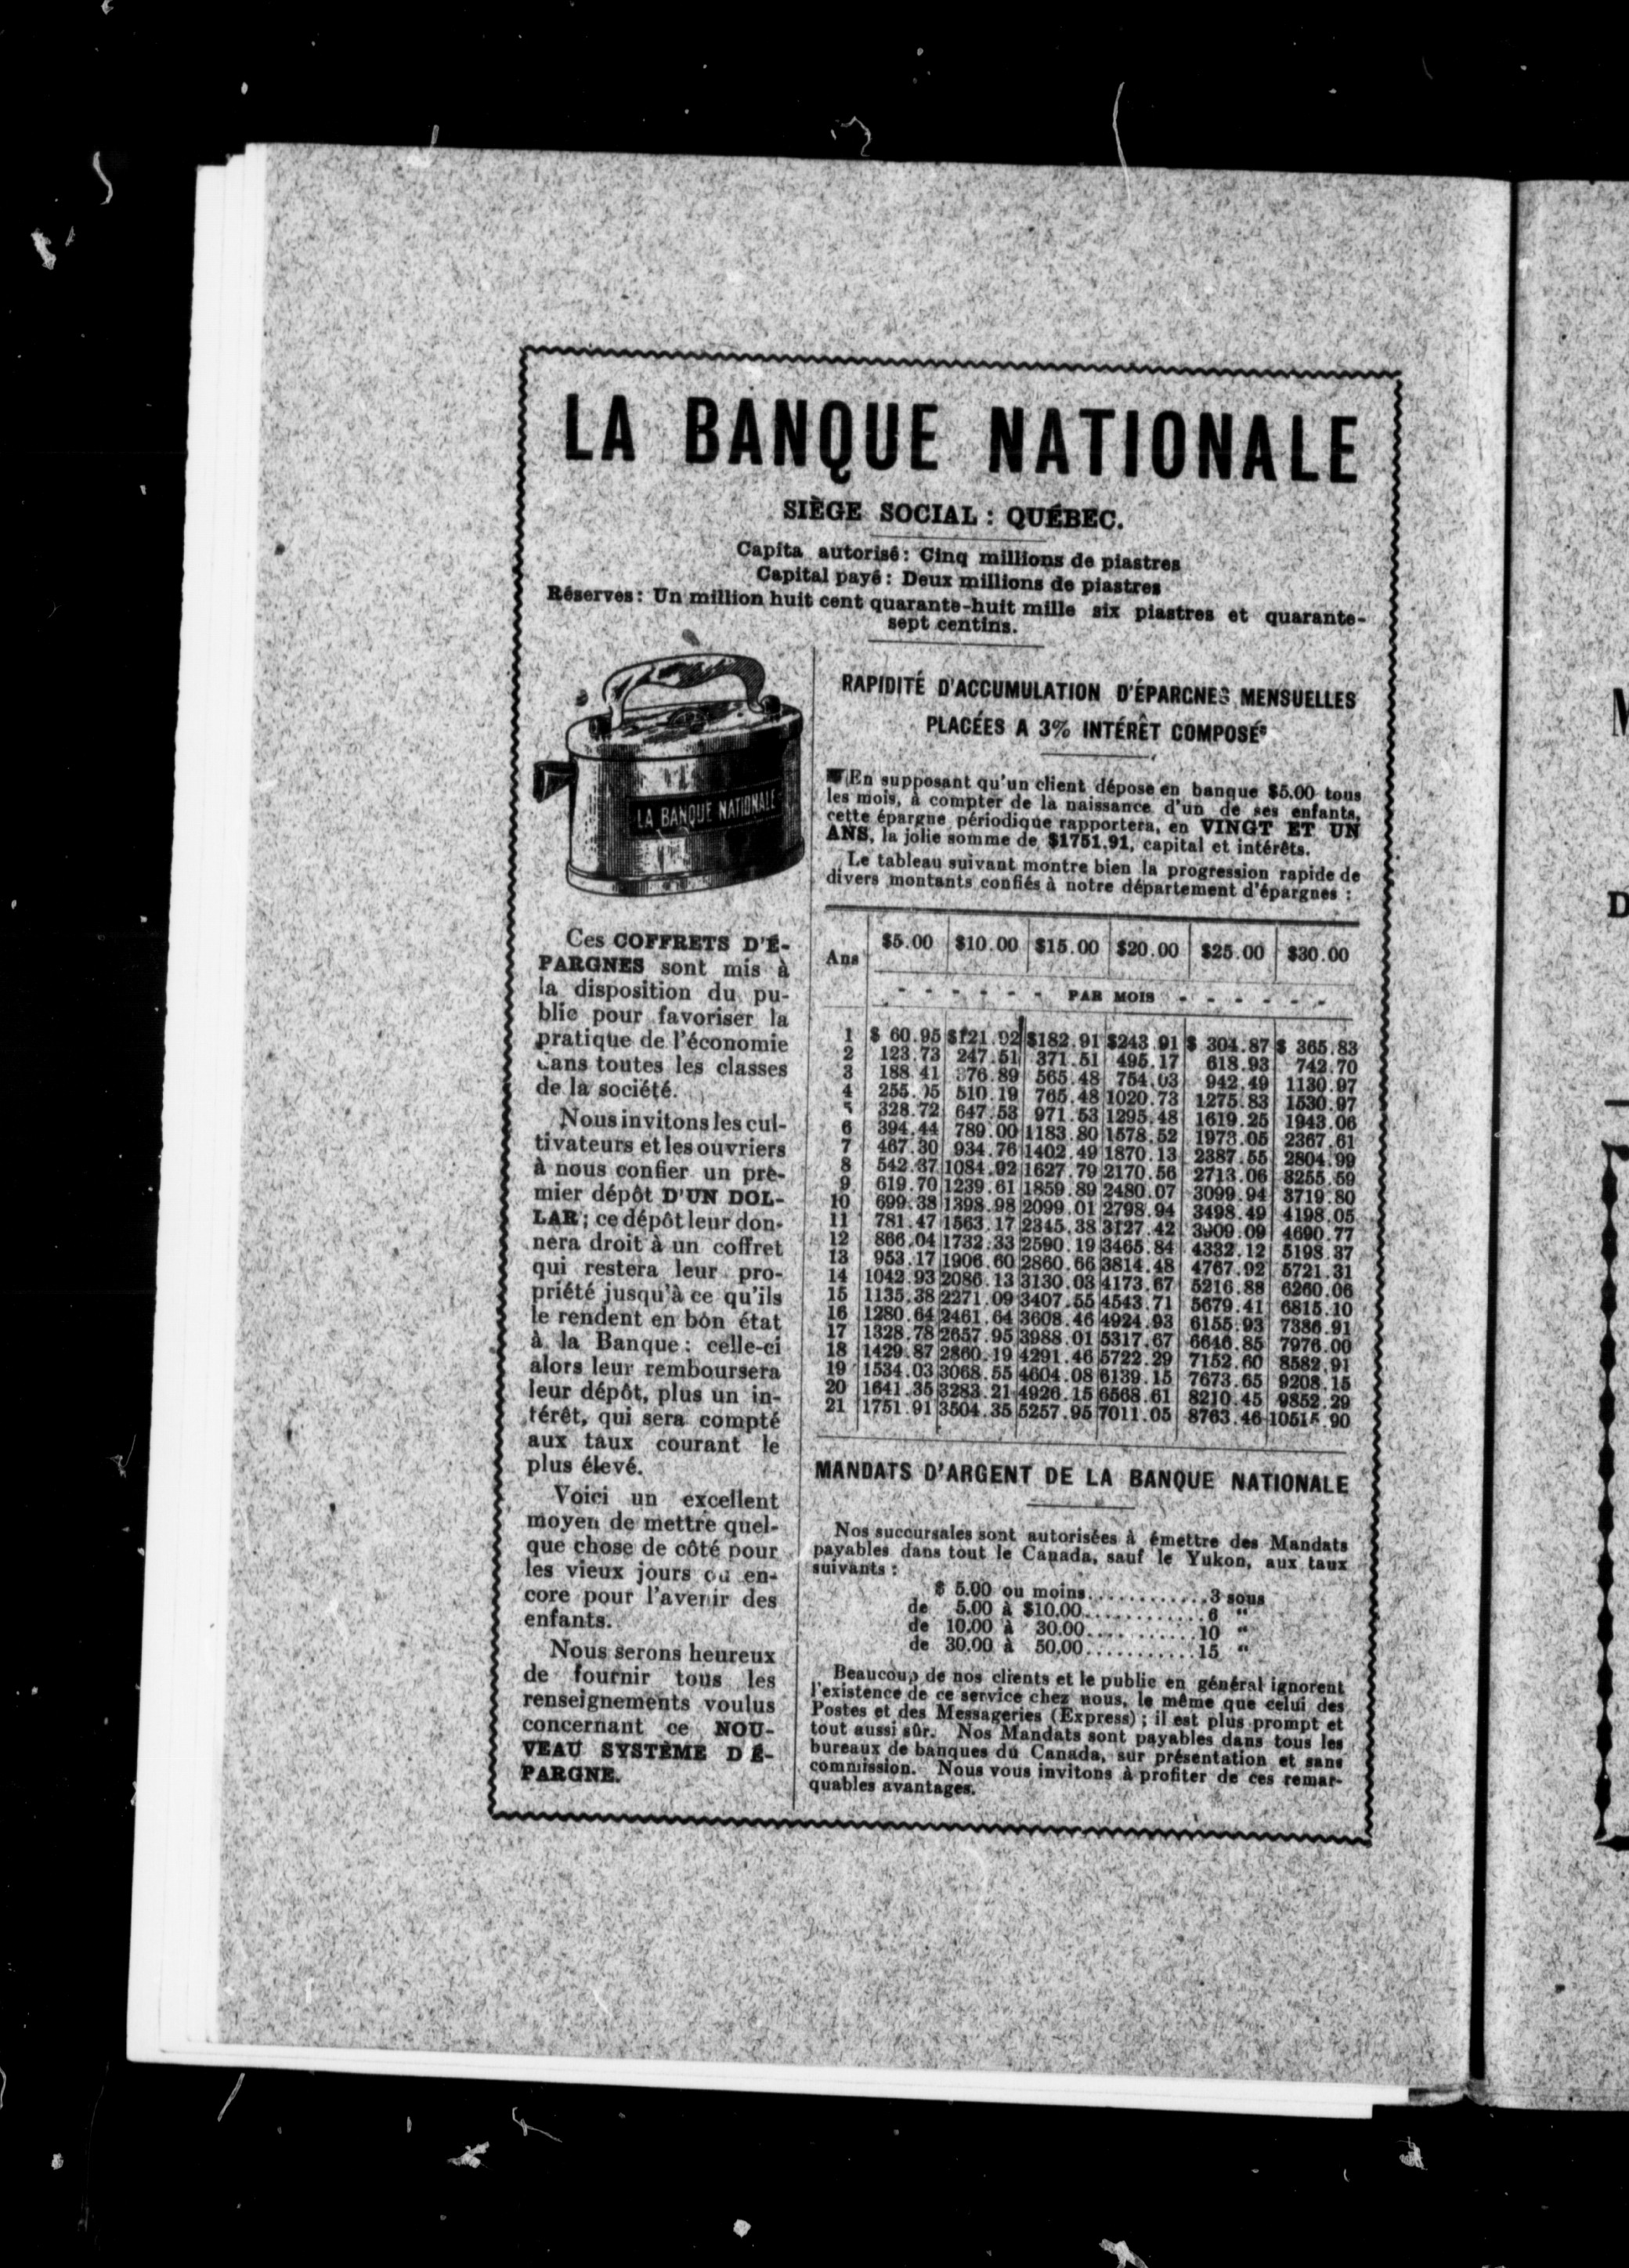 LA BANQUE NATIONALE
SIÈGE SOCIAL : QUÉBEC.
Capita autorisé : Cinq millions de piastres
Capital payé : Deux millions de piastres
Réserves : Un million huit cent quarante-huit mille six piastres et quarante-
sept centins.
LA BANQUE NATIONALE
Ces COFFRETS D'É-
PARGNES sont mis à
la disposition du pu-
blic pour favoriser la
pratique de l'économie
dans toutes les classes
de la société.
Nous invitons les cul-
tivateurs et les ouvriers
à nous confier un pre-
mier dépôt D'UN DOL-
LAR ; ce dépôt leur don-
nera droit à un coffret
qui restera leur pro-
priété jusqu'à ce qu'ils
le rendent en bon état
à la Banque : celle-ci
alors leur remboursera
leur dépôt, plus un in-
térêt, qui sera compté
aux taux courant le
plus élevé.
Voici un excellent
moyen de mettre quel-
que chose de côté pour
les vieux jours ou en-
core pour l'avenir des
enfants.
Nous serons heureux
de fournir tous les
renseignements voulus
concernant ce NOU-
VEAU SYSTÈME D É-
PARGNE.
RAPIDITÉ D'ACCUMULATION D'ÉPARGNES MENSUELLES
PLACÉES A 3% INTÉRÊT COMPOSÉ
En supposant qu'un client dépose en banque $5.00 tous
les mois, à compter de la naissance d'un de ses enfants,
cette épargne périodique rapportera, en VINGT ET UN
ANS, la jolie somme de $1751.91, capital et intérêts.
Le tableau suivant montre bien la progression rapide de
divers montants confiés à notre département d'épargnes :
Ans $5.00 $10.00 $15.00 $20.00 $25.00 $30.00
- - - - - - PAR MOIS - - - - - -
1 $ 60.95 $121.92 $182.91 $243.91 $ 304.87 $ 365.83
2 123.73 247.51 371.51 495.17 618.93 742.70
3 188.41 376.89 565.48 754.03 942.49 1130.97
4 255.05 510.19 765.48 1020.73 1275.83 1530.97
5 328.72 647.53 971.53 1295.48 1619.25 1943.06
6 394.44 789.00 1183.80 1578.52 1973.05 2367.61
7 467.30 934.76 1402.49 1870.13 2387.55 2804.99
8 542.37 1084.92 1627.79 2170.56 2713.06 3255.59
9 619.70 1239.61 1859.89 2480.07 3099.94 3719.80
10 699.38 1398.98 2099.01 2798.94 3498.49 4198.05
11 781.47 1563.17 2345.38 3127.42 3909.09 4690.77
12 866.04 1732.33 2590.19 3465.84 4332.12 5198.37
13 953.17 1906.60 2860.66 3814.48 4767.92 5721.31
14 1042.93 2086.13 3130.03 4173.67 5216.88 6260.06
15 1135.38 2271.09 3407.55 4543.71 5679.41 6815.10
16 1280.64 2461.64 3608.46 4924.93 6155.93 7386.91
17 1328.78 2657.95 3988.01 5317.67 6646.85 7976.00
18 1429.87 2860.19 4291.46 5722.29 7152.60 8582.91
19 1534.03 3068.55 4604.08 6139.15 7673.65 9208.15
20 1641.35 3283.21 4926.15 6568.61 8210.45 9852.29
21 1751.91 3504.35 5257.95 7011.05 8763.46 10515.90
MANDATS D'ARGENT DE LA BANQUE NATIONALE
Nos succursales sont autorisées à émettre des Mandats
payables dans tout le Canada, sauf le Yukon, aux taux
suivants :
$ 5.00 ou moins............3 sous
de 5.00 à $10.00............6 "
de 10.00 à 30.00...........10 "
de 30.00 à 50.00...........15 "
Beaucoup de nos clients et le public en général ignorent
l'existence de ce service chez nous, le même que celui des
Postes et des Messageries (Express) ; il est plus prompt et
tout aussi sûr. Nos Mandats sont payables dans tous les
bureaux de banques du Canada, sur présentation et sans
commission. Nous vous invitons à profiter de ces remar-
quables avantages.